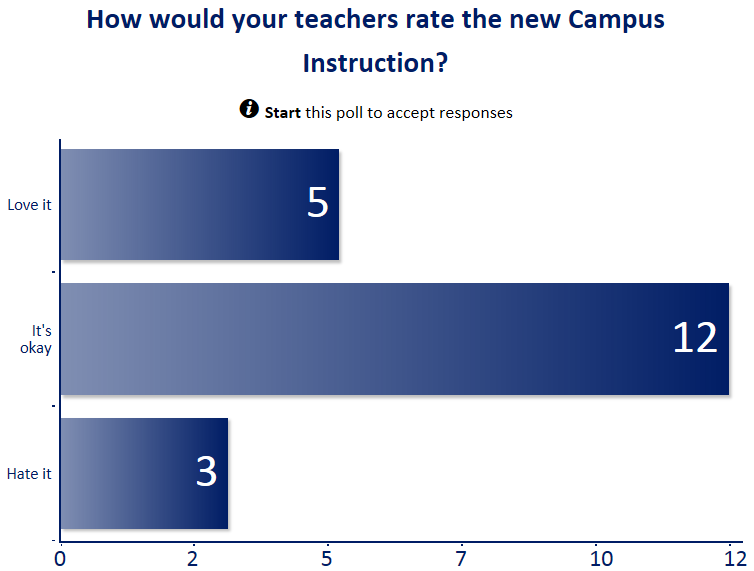 How would your teachers rate the new Campus
Instruction?
i Start this poll to accept responses
Love it
5
It's
okay
12
Hate it
3
0 2 5 7 10 12